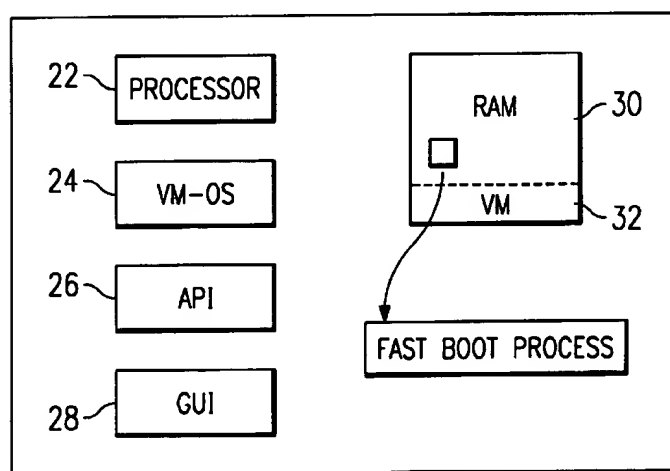 22
PROCESSOR
24
VM-OS
26
API
28
GUI
RAM
30
VM
32
FAST BOOT PROCESS